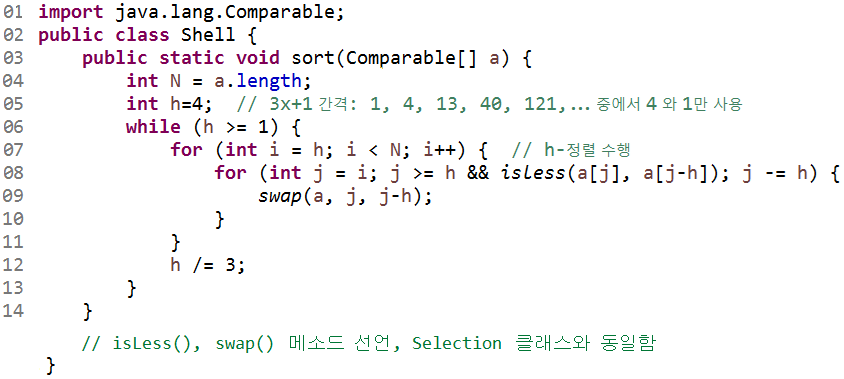 01 import java.lang.Comparable;
02 public class Shell {
03     public static void sort(Comparable[] a) {
04         int N = a.length;
05         int h=4;  // 3x+1 간격: 1, 4, 13, 40, 121,... 중에서 4 와 1만 사용
06         while (h >= 1) {
07             for (int i = h; i < N; i++) {  // h-정렬 수행
08                 for (int j = i; j >= h && isLess(a[j], a[j-h]); j -= h) {
09                     swap(a, j, j-h);
10                 }
11             }
12             h /= 3;
13         }
14     }
    // isLess(), swap() 메소드 선언, Selection 클래스와 동일함
}